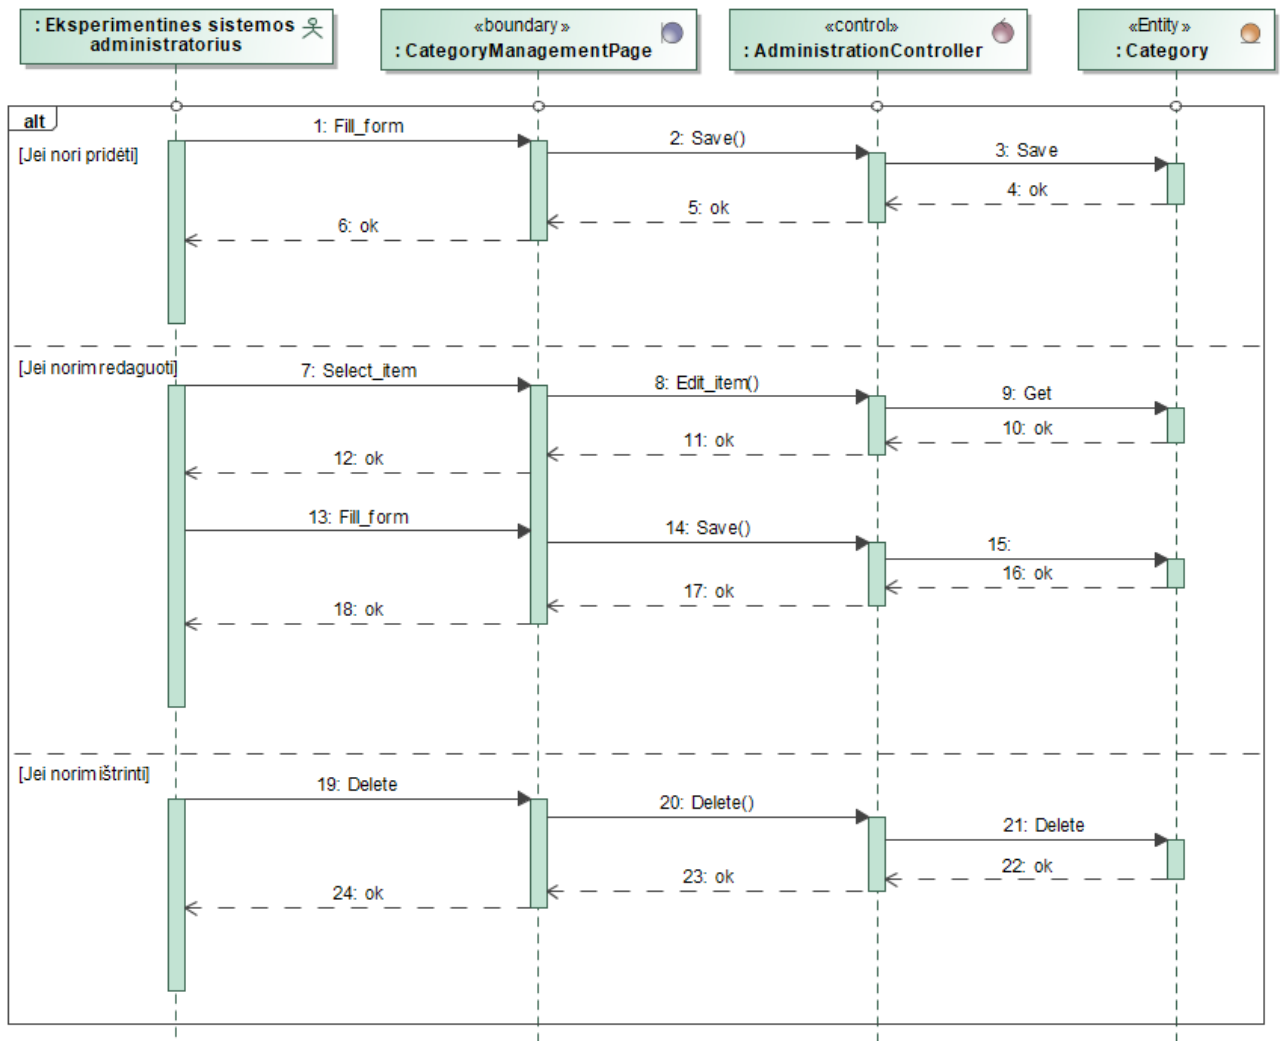 : Eksperimentines sistemos
administratorius
«boundary»
: CategoryManagementPage
«control»
: AdministrationController
«Entity»
: Category
alt
[Jei nori pridėti]
1: Fill_form
2: Save()
3: Save
4: ok
5: ok
6: ok
[Jei norim redaguoti]
7: Select_item
8: Edit_item()
9: Get
10: ok
11: ok
12: ok
13: Fill_form
14: Save()
15:
16: ok
17: ok
18: ok
[Jei norim ištrinti]
19: Delete
20: Delete()
21: Delete
22: ok
23: ok
24: ok